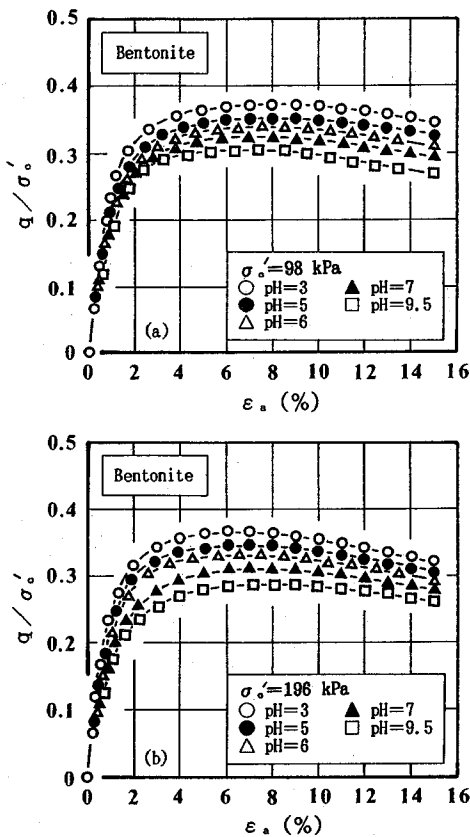 0.5
Bentonite
0.4
0.3
0.2
0.1
0
q/σ₀′
σ₀′=98 kPa
○ pH=3 ▲ pH=7
● pH=5 □ pH=9.5
△ pH=6
(a)
0 2 4 6 8 10 12 14 16
εₐ (%)
0.5
Bentonite
0.4
0.3
0.2
0.1
0
q/σ₀′
σ₀′=196 kPa
○ pH=3 ▲ pH=7
● pH=5 □ pH=9.5
△ pH=6
(b)
0 2 4 6 8 10 12 14 16
εₐ (%)